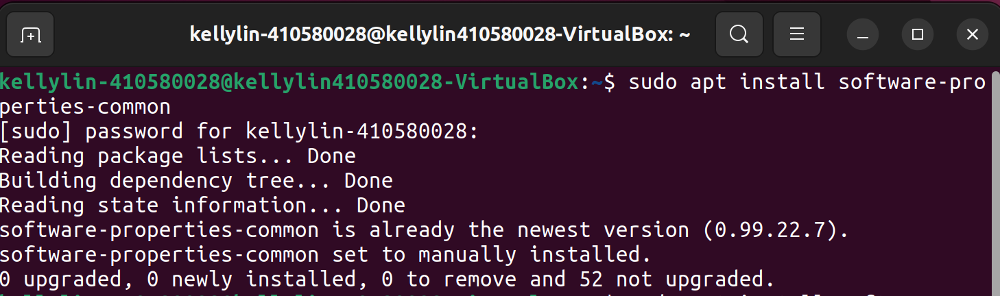 kellylin-410580028@kellylin410580028-VirtualBox: ~
kellylin-410580028@kellylin410580028-VirtualBox:~$ sudo apt install software-pro
perties-common
[sudo] password for kellylin-410580028:
Reading package lists... Done
Building dependency tree... Done
Reading state information... Done
software-properties-common is already the newest version (0.99.22.7).
software-properties-common set to manually installed.
0 upgraded, 0 newly installed, 0 to remove and 52 not upgraded.